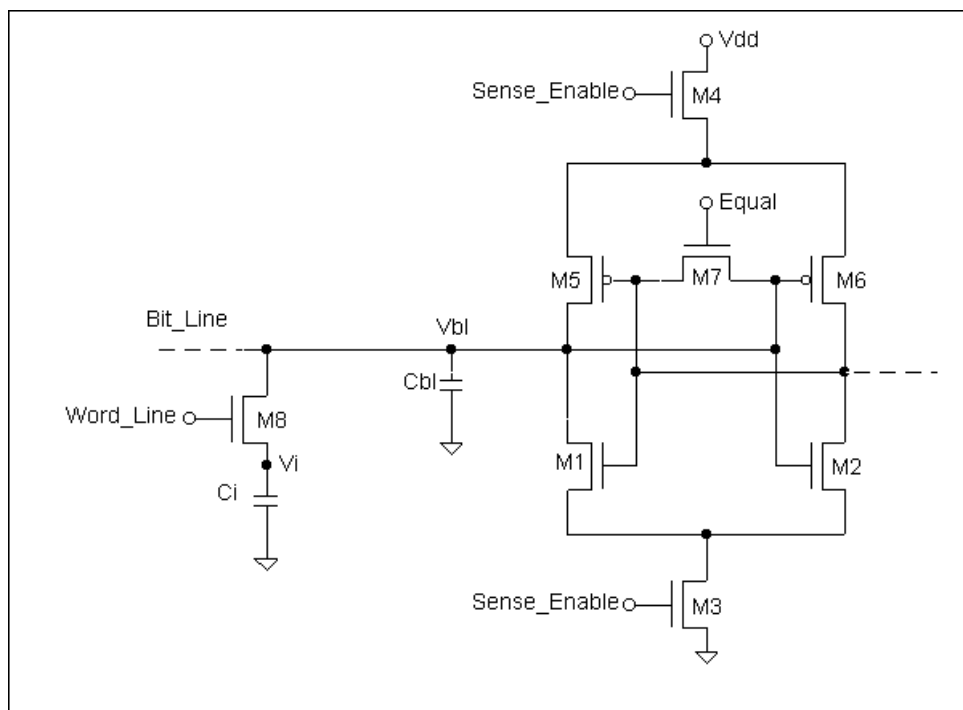 Vdd
Sense_Enable
M4
Equal
M5
M7
M6
Bit_Line
Vbl
Cbl
Word_Line
M8
Vi
Ci
M1
M2
Sense_Enable
M3